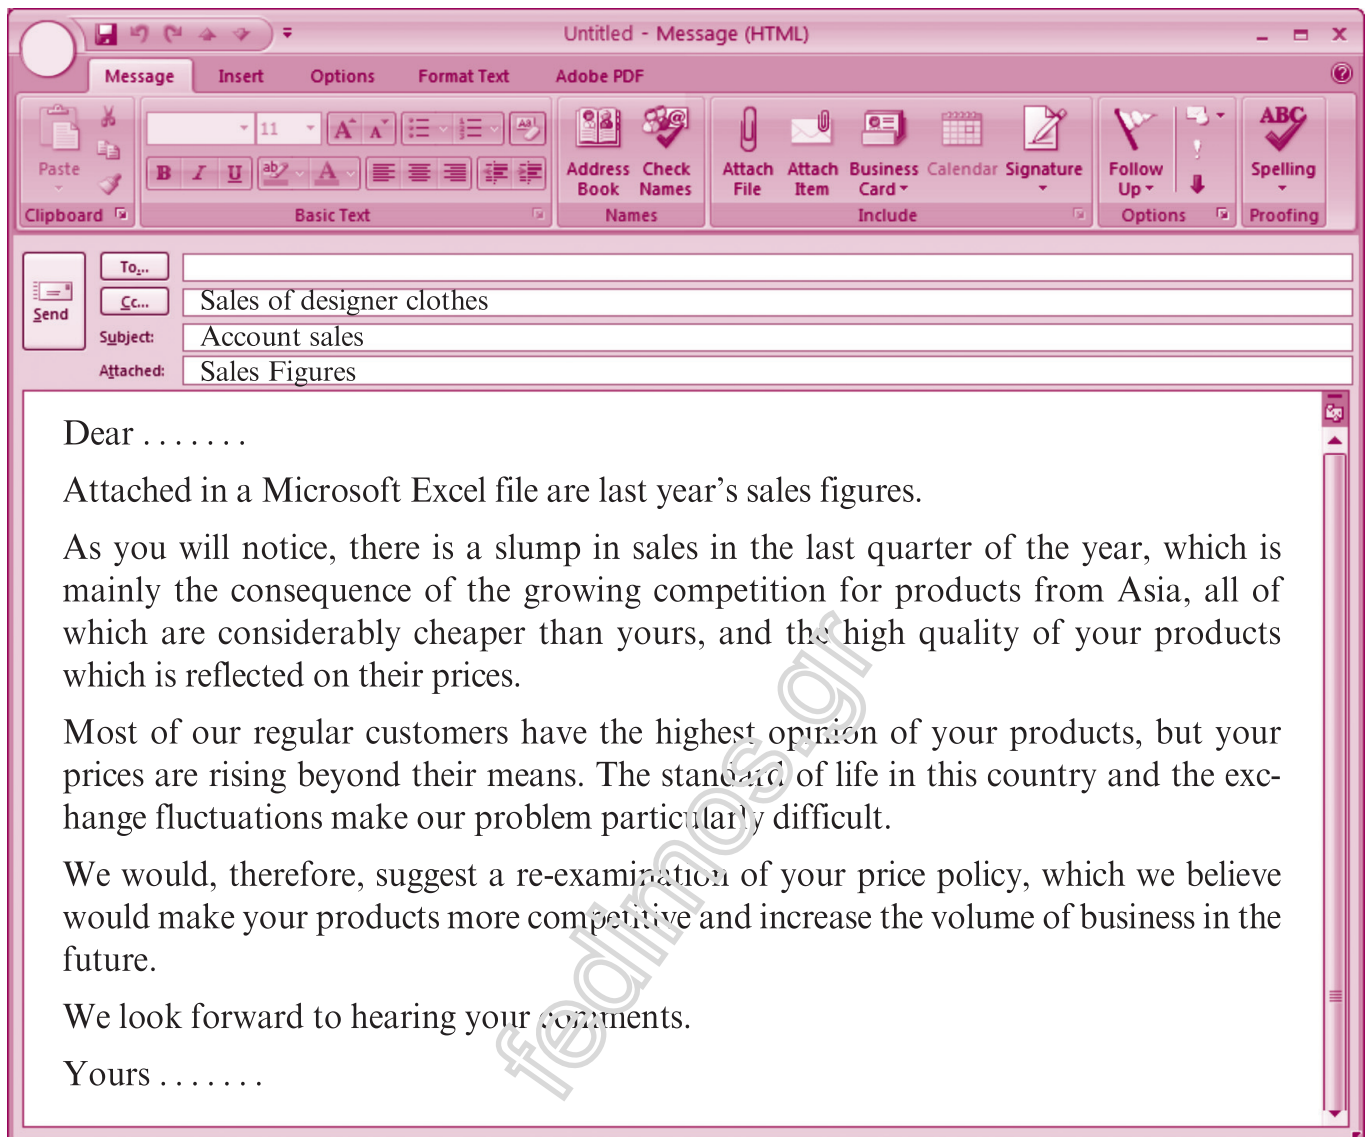 Untitled - Message (HTML)
Message Insert Options Format Text Adobe PDF
Paste
Clipboard
11
B I U
Basic Text
Address Book
Check Names
Names
Attach File
Attach Item
Business Card
Calendar
Signature
Include
Follow Up
Options
ABC
Spelling
Proofing
Send
To...
Cc... Sales of designer clothes
Subject: Account sales
Attached: Sales Figures
Dear . . . . . . .
Attached in a Microsoft Excel file are last year’s sales figures.
As you will notice, there is a slump in sales in the last quarter of the year, which is
mainly the consequence of the growing competition for products from Asia, all of
which are considerably cheaper than yours, and the high quality of your products
which is reflected on their prices.
Most of our regular customers have the highest opinion of your products, but your
prices are rising beyond their means. The standard of life in this country and the exc-
hange fluctuations make our problem particularly difficult.
We would, therefore, suggest a re-examination of your price policy, which we believe
would make your products more competitive and increase the volume of business in the
future.
We look forward to hearing your comments.
Yours . . . . . . .
fedimos.gr